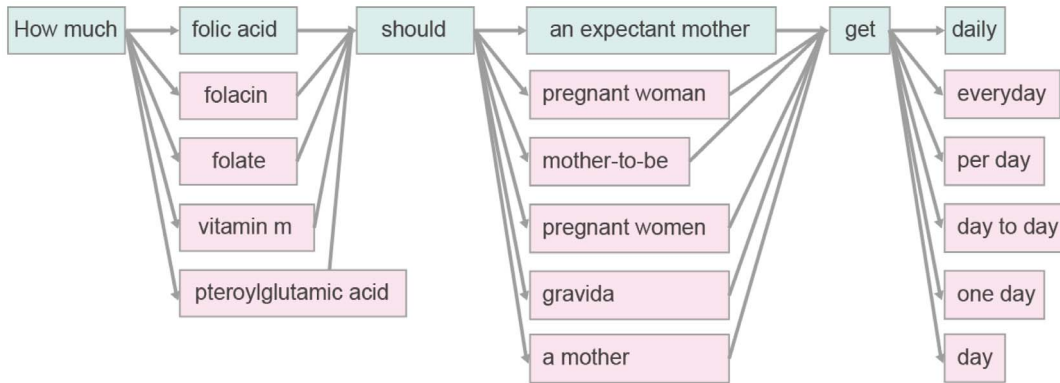 How much folic acid should an expectant mother get daily
folacin pregnant woman everyday
folate mother-to-be per day
vitamin m pregnant women day to day
pteroylglutamic acid gravida one day
a mother day